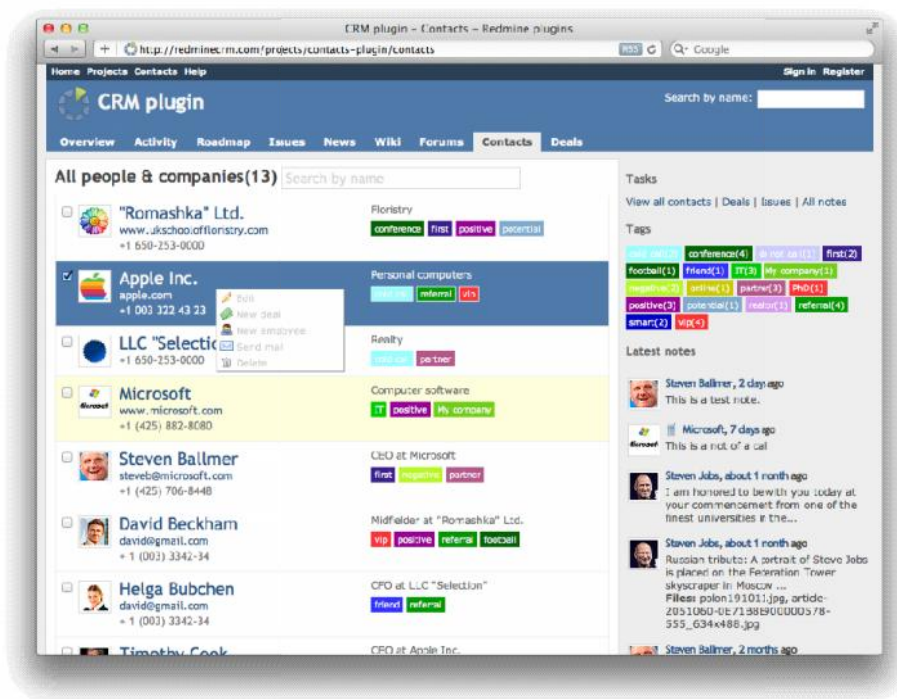 CRM plugin – Contacts – Redmine plugins
http://redminecrm.com/projects/contacts-plugin/contacts
RSS
Google
Home Projects Contacts Help
Sign in Register
CRM plugin
Search by name:
Overview Activity Roadmap Issues News Wiki Forums Contacts Deals
All people & companies(13) Search by name
"Romashka" Ltd.
www.ukschooloffloristry.com
+1 650-253-0000
Floristry
conference first positive potential
Apple Inc.
apple.com
+1 003 322 43 23
Personal computers
referral vip
Edit
New deal
New employee
Send mail
Delete
LLC "Selectio
+1 650-253-0000
Realty
partner
Microsoft
www.microsoft.com
+1 (425) 882-8080
Computer software
IT positive My company
Steven Ballmer
steveb@microsoft.com
+1 (425) 706-8448
CEO at Microsoft
first negative partner
David Beckham
david@gmail.com
+ 1 (003) 3342-34
Midfielder at "Romashka" Ltd.
vip positive referral football
Helga Bubchen
david@gmail.com
+ 1 (003) 3342-34
CFO at LLC "Selection"
friend referral
Timothy Cook
CEO at Apple Inc.
Tasks
View all contacts | Deals | Issues | All notes
Tags
conference(4) do not call(1) first(2)
football(1) friend(1) IT(3) My company(1)
negative(2) online(1) partner(3) PhD(1)
positive(3) potential(1) realtor(1) referral(4)
smart(2) vip(4)
Latest notes
Steven Ballmer, 2 days ago
This is a test note.
Microsoft, 7 days ago
This is a not of a call
Steven Jobs, about 1 month ago
I am honored to bewith you today at
your commencement from one of the
finest universities in the...
Steven Jobs, about 1 month ago
Russian tribute: A portrait of Steve Jobs
is placed on the Federation Tower
skyscraper in Moscow ...
Files:
555_634x488.jpg
Steven Ballmer, 2 months ago